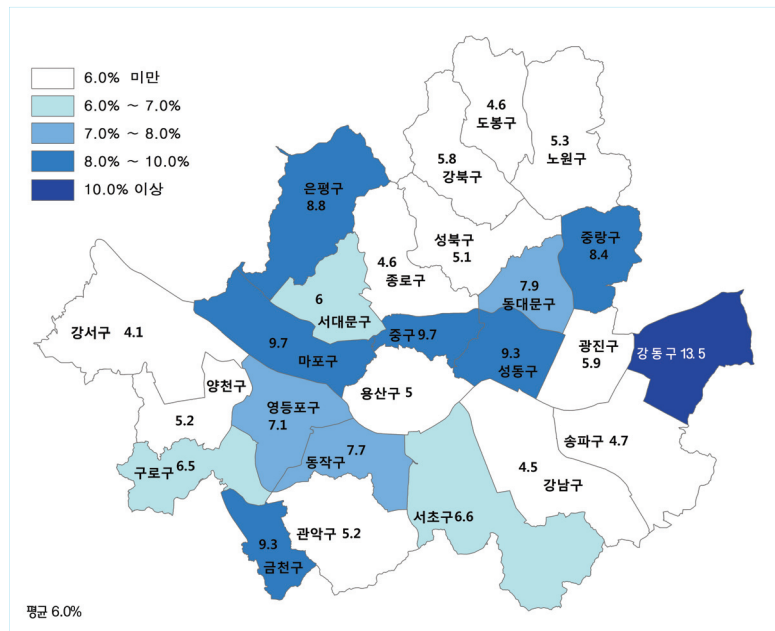 6.0% 미만
6.0% ~ 7.0%
7.0% ~ 8.0%
8.0% ~ 10.0%
10.0% 이상
4.6
도봉구
5.3
노원구
5.8
강북구
은평구
8.8
성북구
5.1
4.6
종로구
중랑구
8.4
7.9
동대문구
6
서대문구
강서구 4.1
9.7
마포구
중구 9.7
9.3
성동구
광진구
5.9
강동구 13.5
양천구
5.2
용산구 5
영등포구
7.1
송파구 4.7
구로구 6.5
7.7
동작구
4.5
강남구
서초구 6.6
관악구 5.2
9.3
금천구
평균 6.0%